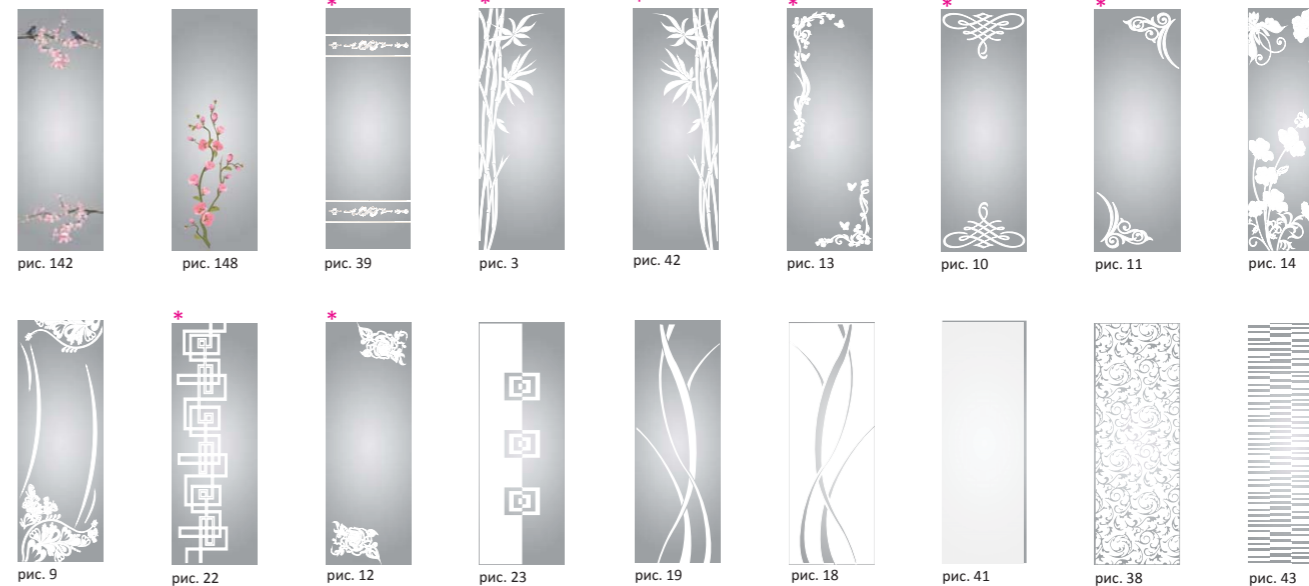 * * * * * * *
рис. 142 рис. 148 рис. 39 рис. 3 рис. 42 рис. 13 рис. 10 рис. 11 рис. 14
* *
рис. 9 рис. 22 рис. 12 рис. 23 рис. 19 рис. 18 рис. 41 рис. 38 рис. 43